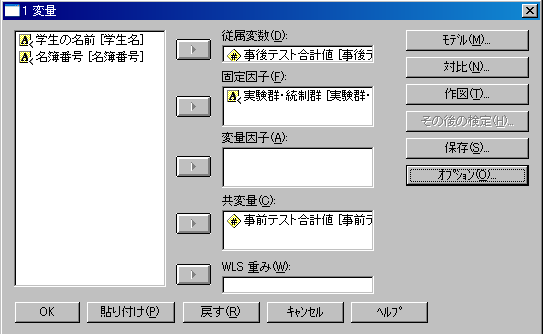 1 変量
学生の名前 [学生名]
名簿番号 [名簿番号]
従属変数(D):
事後テスト合計値 [事後テ
固定因子(F):
実験群・統制群 [実験群・
変量因子(A):
共変量(C):
事前テスト合計値 [事前テ
WLS 重み(W):
モデル(M)...
対比(N)...
作図(T)...
その後の検定(H)...
保存(S)...
オプション(O)...
OK
貼り付け(P)
戻す(R)
キャンセル
ヘルプ